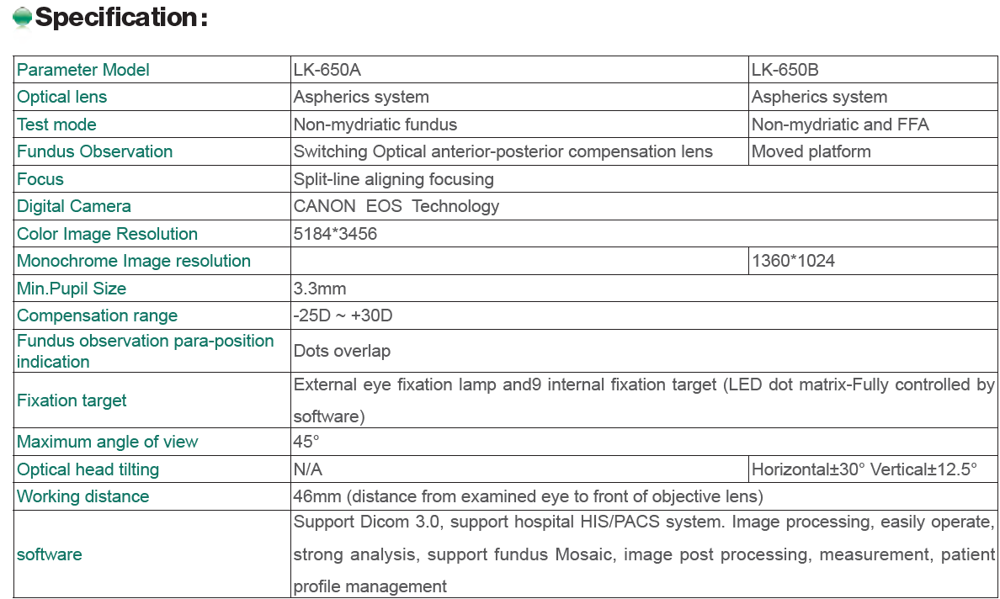 Specification:
Parameter Model LK-650A LK-650B
Optical lens Aspherics system Aspherics system
Test mode Non-mydriatic fundus Non-mydriatic and FFA
Fundus Observation Switching Optical anterior-posterior compensation lens Moved platform
Focus Split-line aligning focusing
Digital Camera CANON EOS Technology
Color Image Resolution 5184*3456
Monochrome Image resolution 1360*1024
Min.Pupil Size 3.3mm
Compensation range -25D ~ +30D
Fundus observation para-position
indication
Dots overlap
Fixation target
External eye fixation lamp and9 internal fixation target (LED dot matrix-Fully controlled by
software)
Maximum angle of view 45°
Optical head tilting N/A Horizontal±30° Vertical±12.5°
Working distance 46mm (distance from examined eye to front of objective lens)
software
Support Dicom 3.0, support hospital HIS/PACS system. Image processing, easily operate,
strong analysis, support fundus Mosaic, image post processing, measurement, patient
profile management